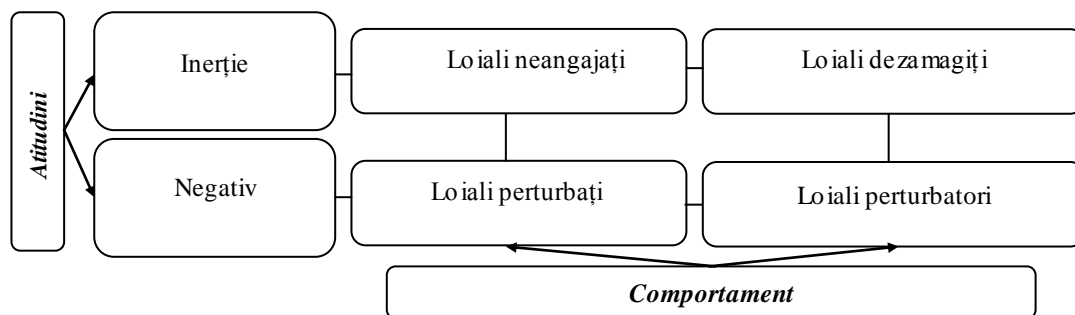 Atitudini
Inerție
Loiali neangajați
Loiali dezamagiți
Negativ
Loiali perturbați
Loiali perturbatori
Comportament